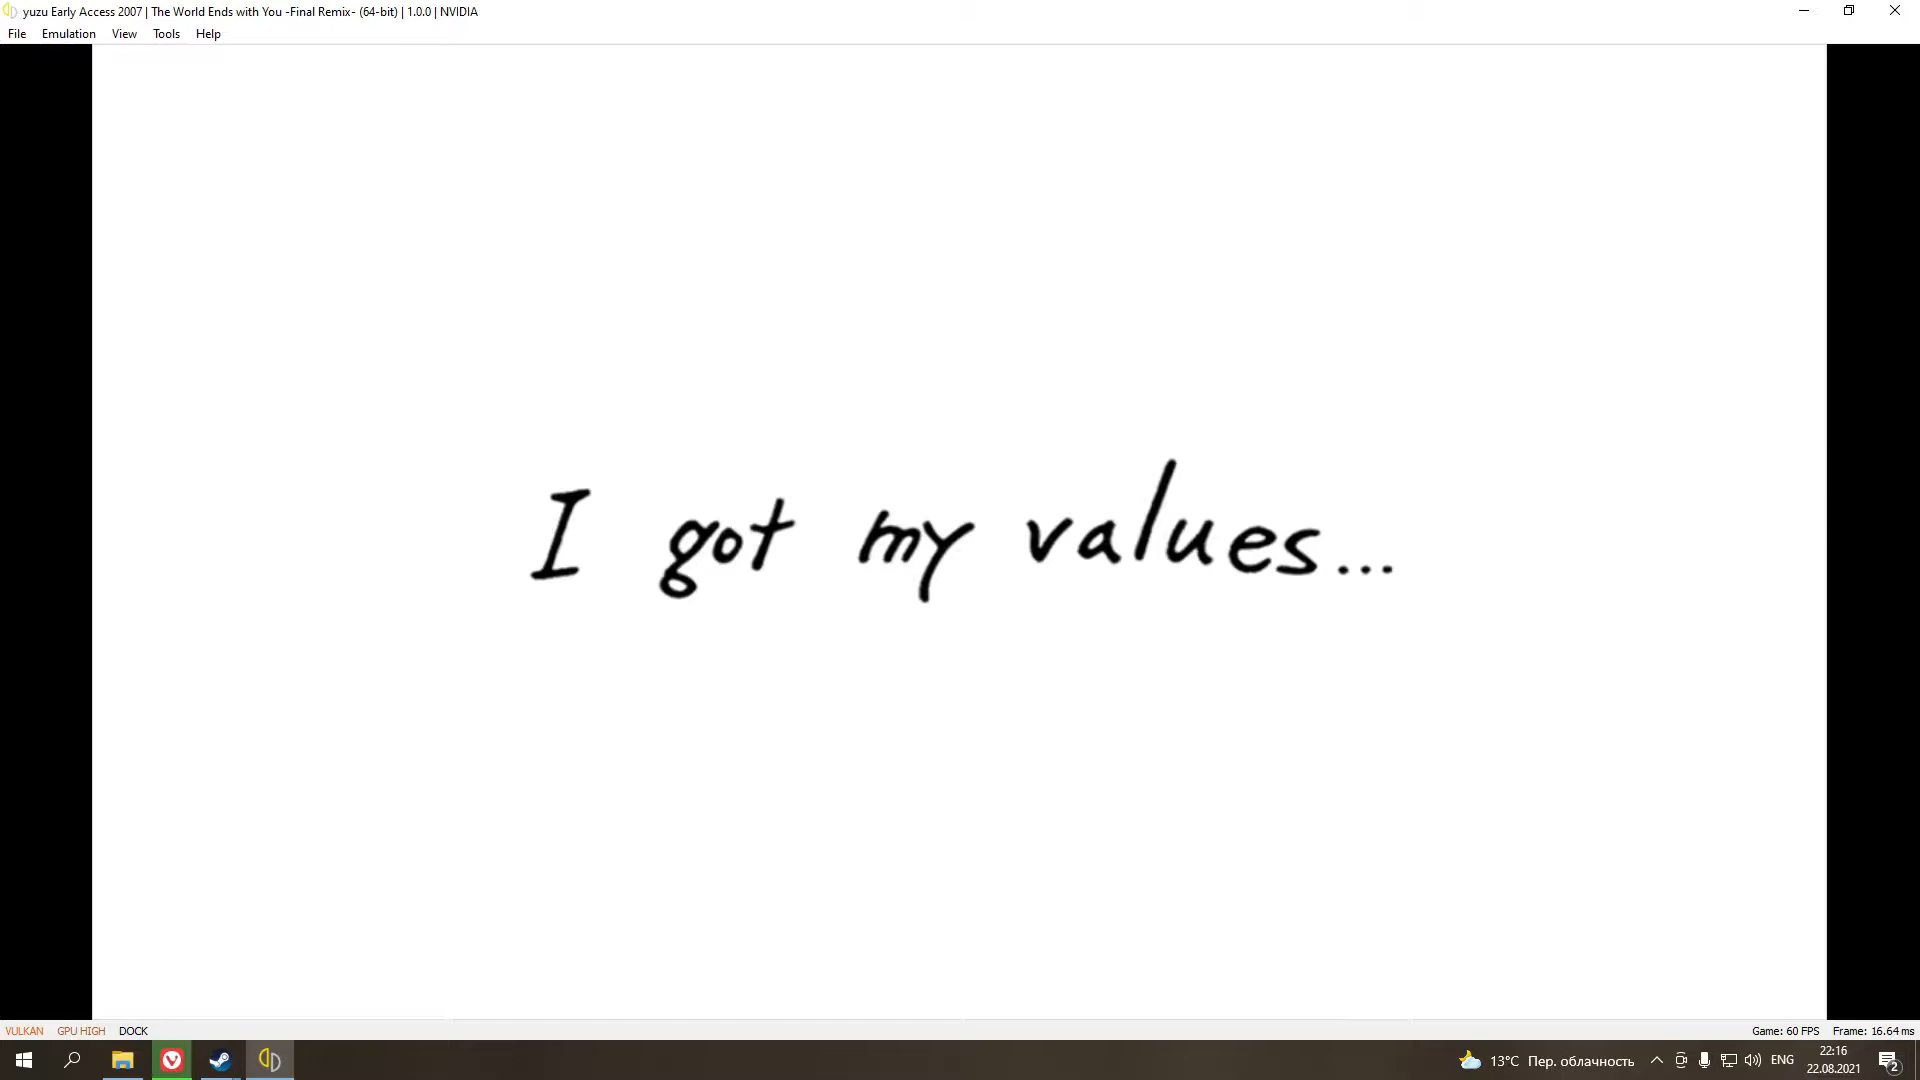 yuzu Early Access 2007 | The World Ends with You -Final Remix- (64-bit) | 1.0.0 | NVIDIA
File Emulation View Tools Help
I got my values...
VULKAN GPU HIGH DOCK Game: 60 FPS Frame: 16.64 ms
13°C Пер. облачность ENG 22:16
22.08.2021 2